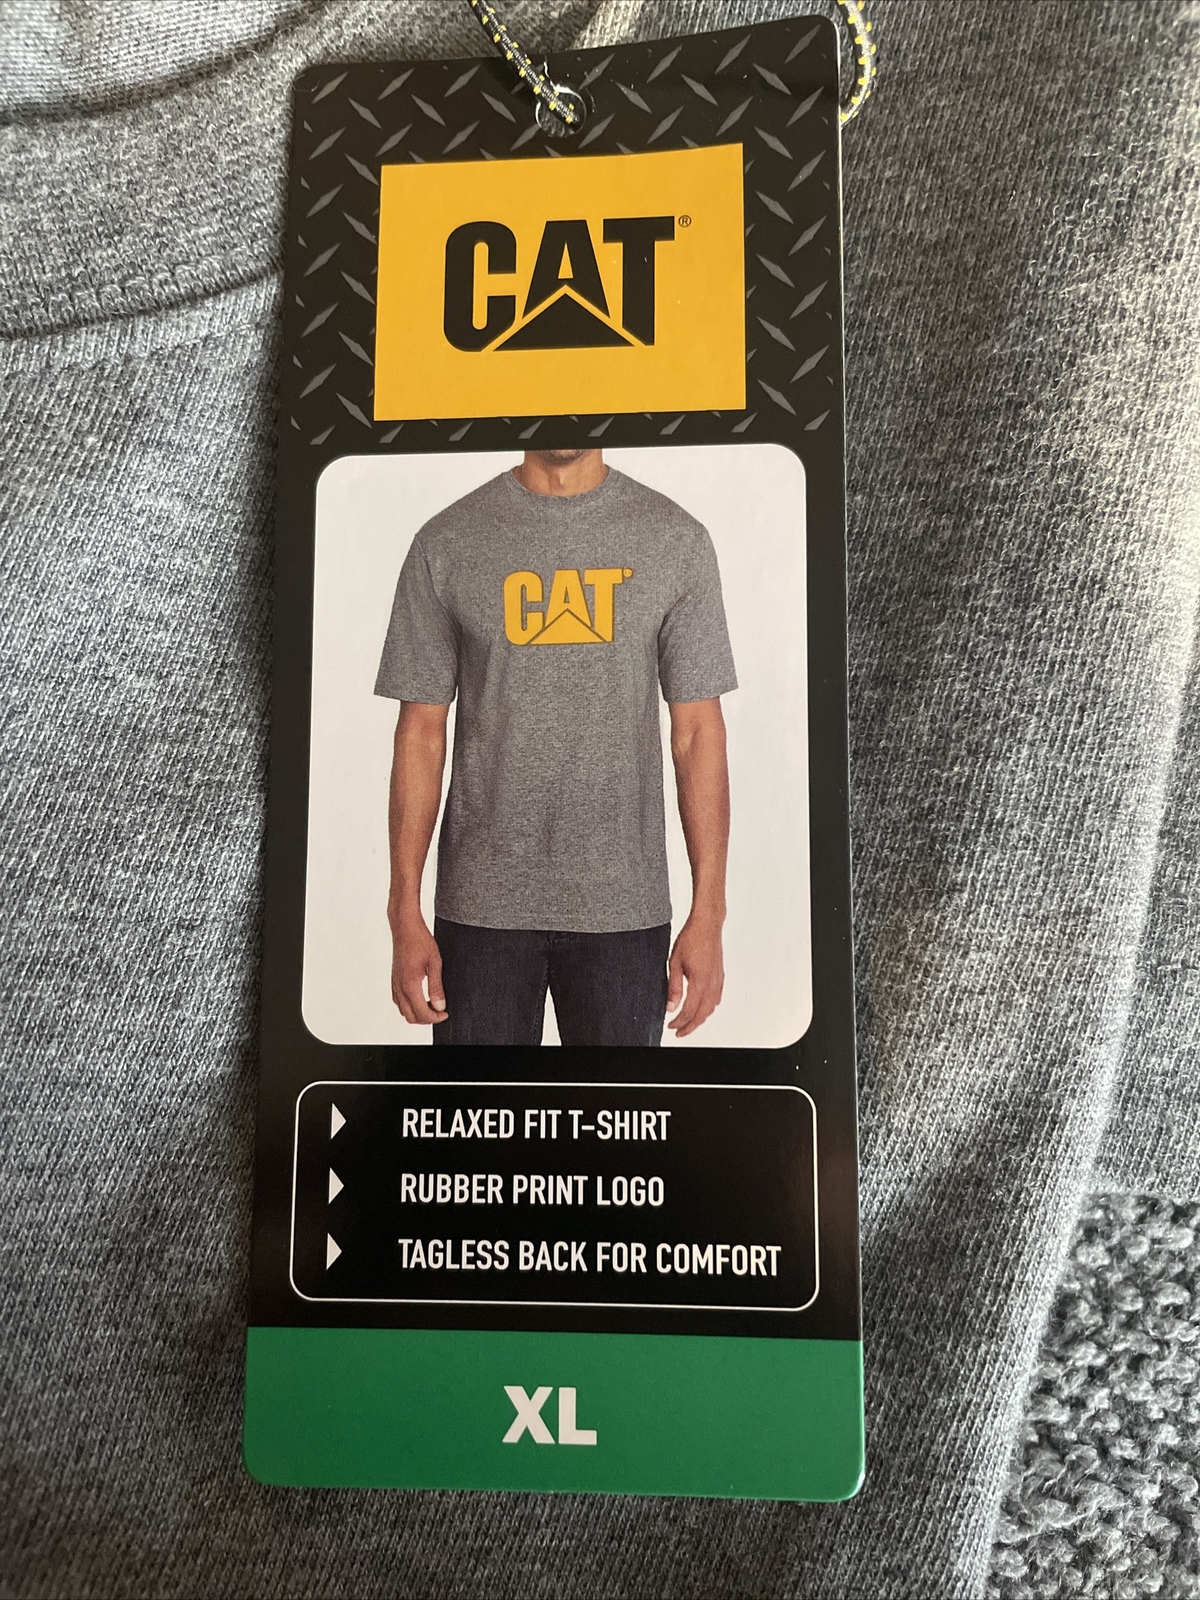 CAT®
CAT®
RELAXED FIT T-SHIRT
RUBBER PRINT LOGO
TAGLESS BACK FOR COMFORT
XL